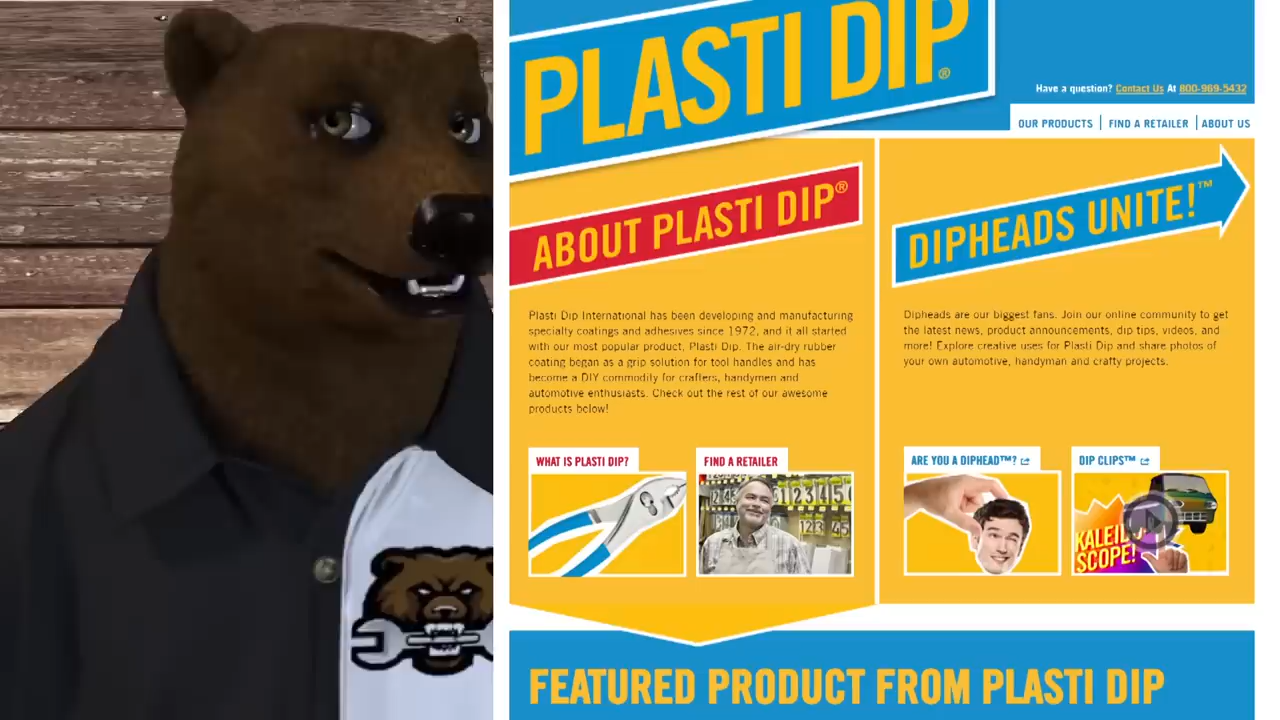 PLASTI DIP®
Have a question? Contact Us At 800-969-5432
OUR PRODUCTS | FIND A RETAILER | ABOUT US
ABOUT PLASTI DIP®
Plasti Dip International has been developing and manufacturing
specialty coatings and adhesives since 1972, and it all started
with our most popular product, Plasti Dip. The air-dry rubber
coating began as a grip solution for tool handles and has
become a DIY commodity for crafters, handymen and
automotive enthusiasts. Check out the rest of our awesome
products below!
WHAT IS PLASTI DIP?
FIND A RETAILER
12345
12345
DIPHEADS UNITE!™
Dipheads are our biggest fans. Join our online community to get
the latest news, product announcements, dip tips, videos, and
more! Explore creative uses for Plasti Dip and share photos of
your own automotive, handyman and crafty projects.
ARE YOU A DIPHEAD™?
DIP CLIPS™
KALEIDO
SCOPE!
FEATURED PRODUCT FROM PLASTI DIP